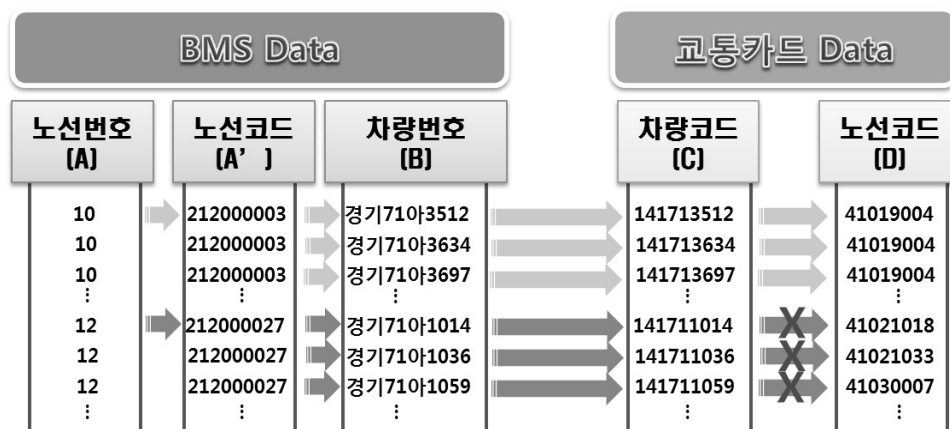 BMS Data 교통카드 Data
노선번호 노선코드 차량번호 차량코드 노선코드
(A) (A’ ) (B) (C) (D)
10 212000003 경기71아3512 141713512 41019004
10 212000003 경기71아3634 141713634 41019004
10 212000003 경기71아3697 141713697 41019004
⋮ ⋮ ⋮ ⋮ ⋮
12 212000027 경기71아1014 141711014 X 41021018
12 212000027 경기71아1036 141711036 X 41021033
12 212000027 경기71아1059 141711059 X 41030007
⋮ ⋮ ⋮ ⋮ ⋮